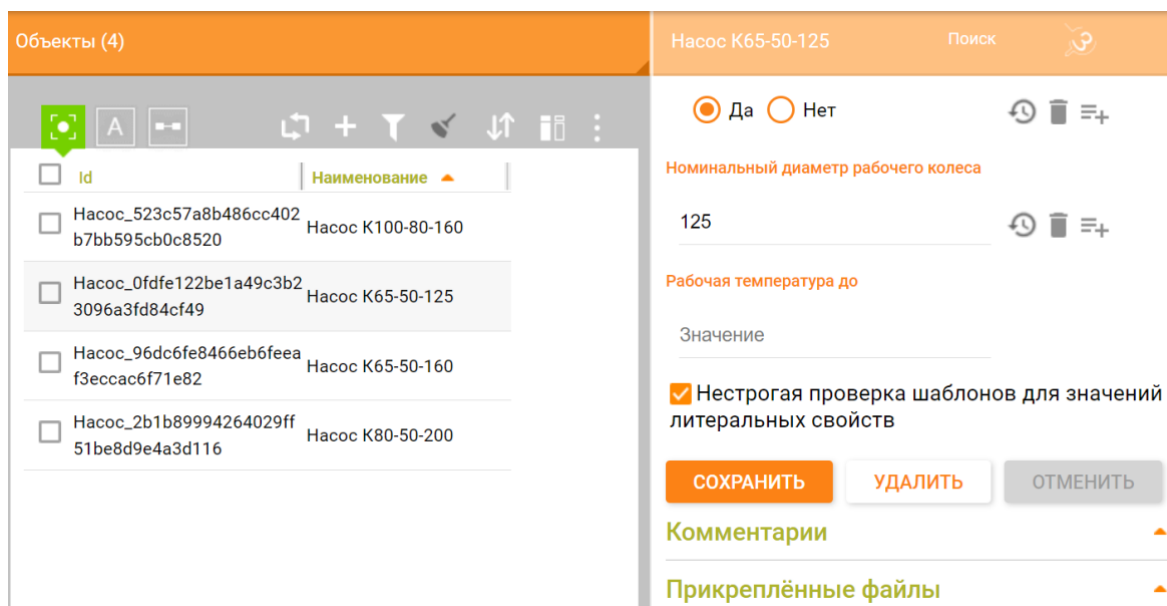 Объекты (4)
A
Id
Наименование
Насос_523c57a8b486cc402
b7bb595cb0c8520
Насос К100-80-160
Насос_0fdfe122be1a49c3b2
3096a3fd84cf49
Насос К65-50-125
Насос_96dc6fe8466eb6feea
f3eccac6f71e82
Насос К65-50-160
Насос_2b1b89994264029ff
51be8d9e4a3d116
Насос К80-50-200
Насос К65-50-125
Поиск
Да
Нет
Номинальный диаметр рабочего колеса
125
Рабочая температура до
Значение
Нестрогая проверка шаблонов для значений
литеральных свойств
СОХРАНИТЬ
УДАЛИТЬ
ОТМЕНИТЬ
Комментарии
Прикреплённые файлы